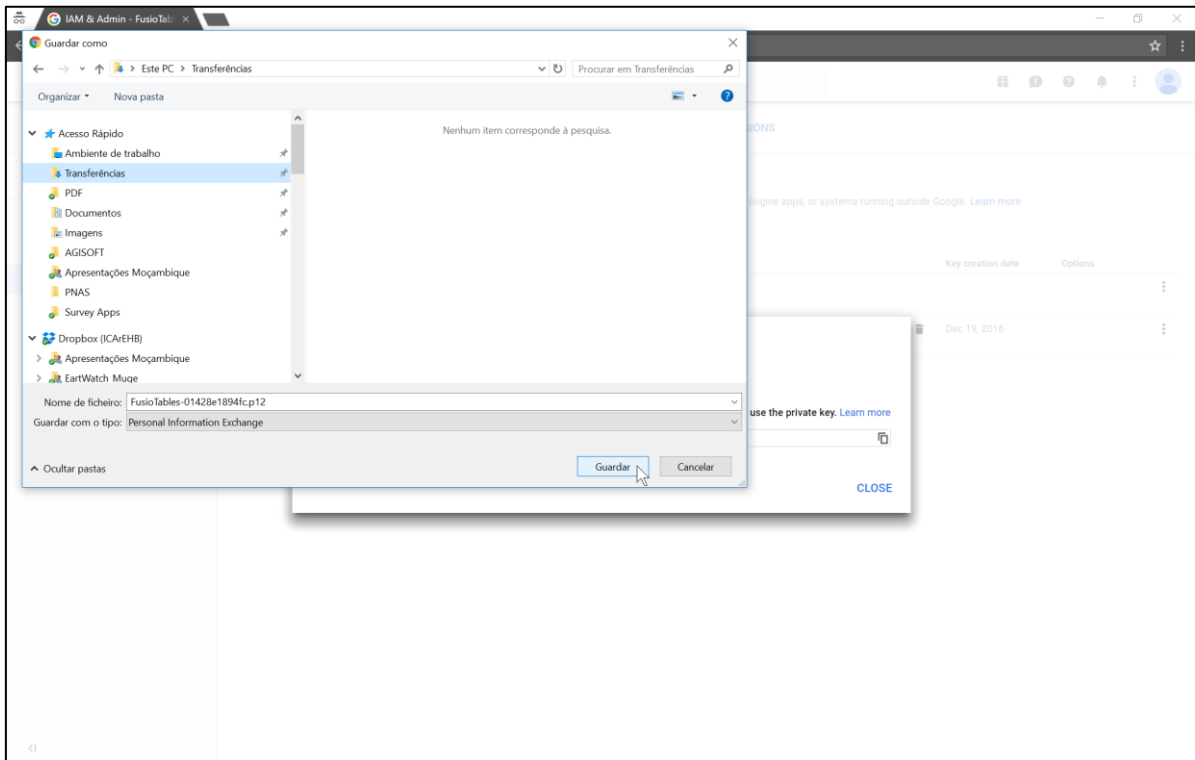 IAM & Admin - FusioTab
Guardar como
Este PC > Transferências
Procurar em Transferências
Organizar
Nova pasta
IONS
Acesso Rápido
Nenhum item corresponde à pesquisa.
Ambiente de trabalho
Transferências
PDF
Engine apps, or systems running outside Google. Learn more
Documentos
Imagens
AGISOFT
Key creation date Options
Apresentações Moçambique
PNAS
Survey Apps
Dec 19, 2016
Dropbox (ICArEHB)
Apresentações Moçambique
EartWatch Muge
Nome de ficheiro: FusioTables-01428e1894fc.p12
use the private key. Learn more
Guardar com o tipo: Personal Information Exchange
Ocultar pastas
Guardar
Cancelar
CLOSE